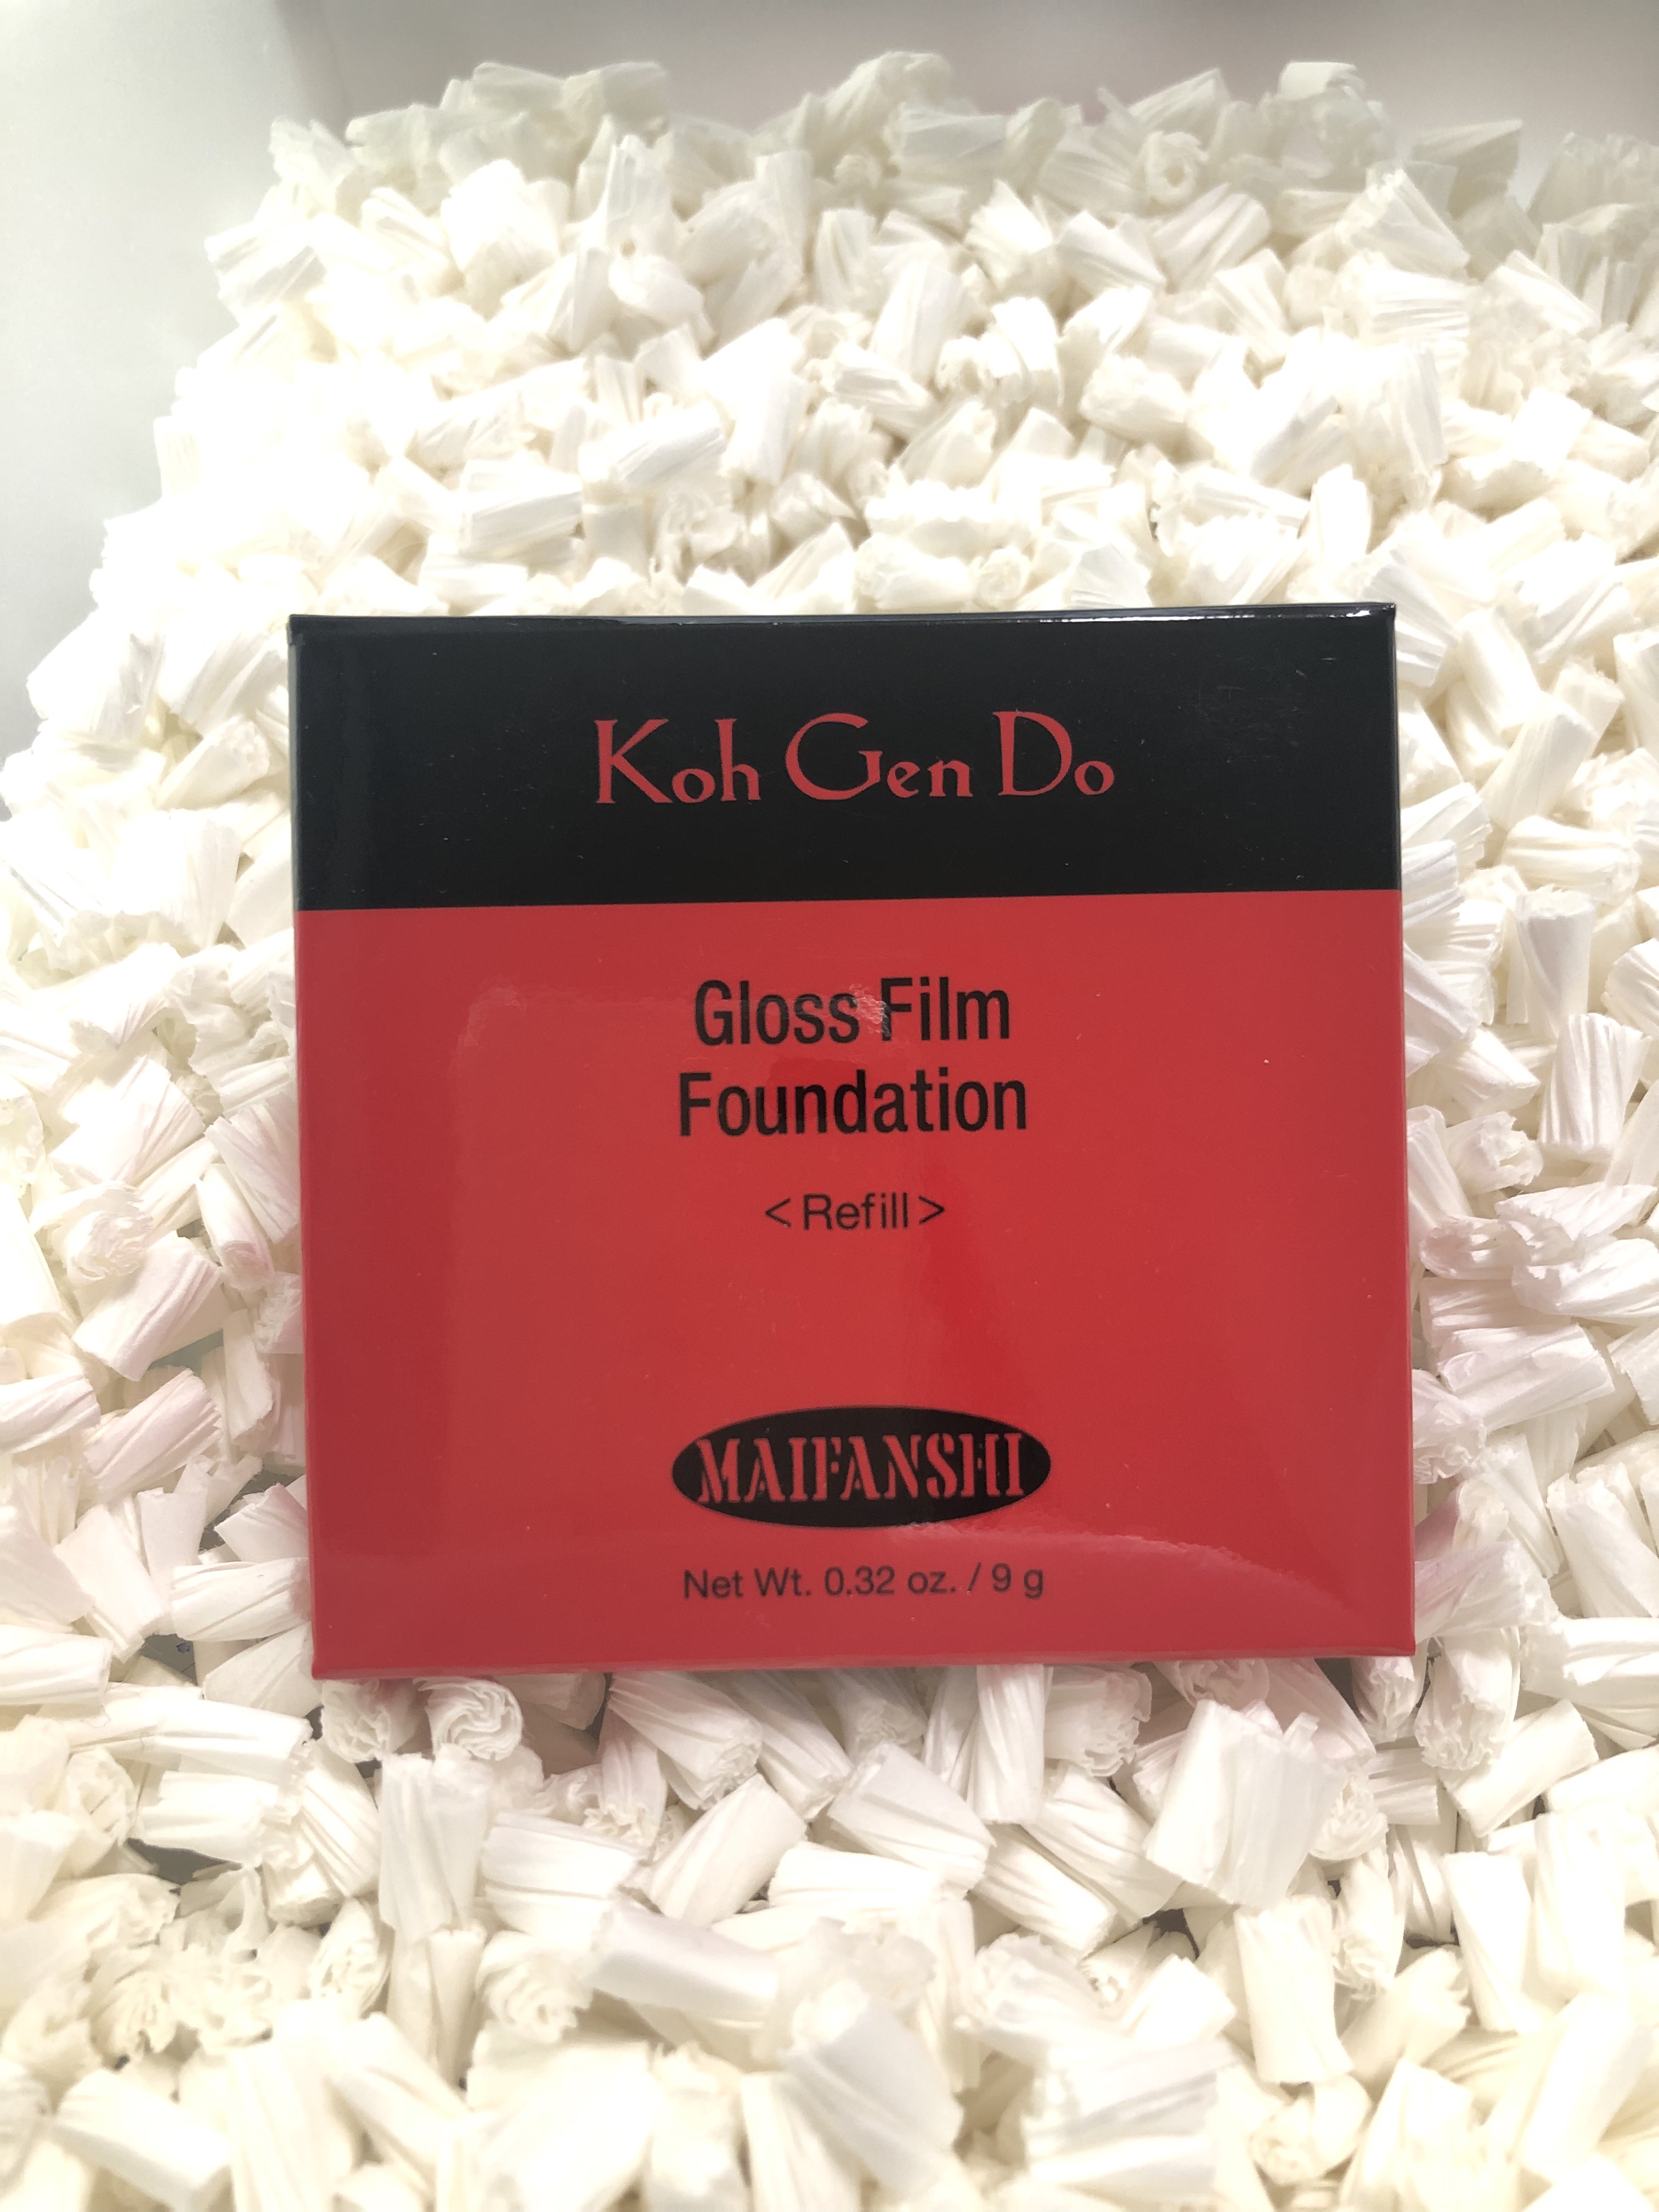 Koh Gen Do
Gloss Film
Foundation
<Refill>
MAIFANSHI
Net Wt. 0.32 oz. / 9 g